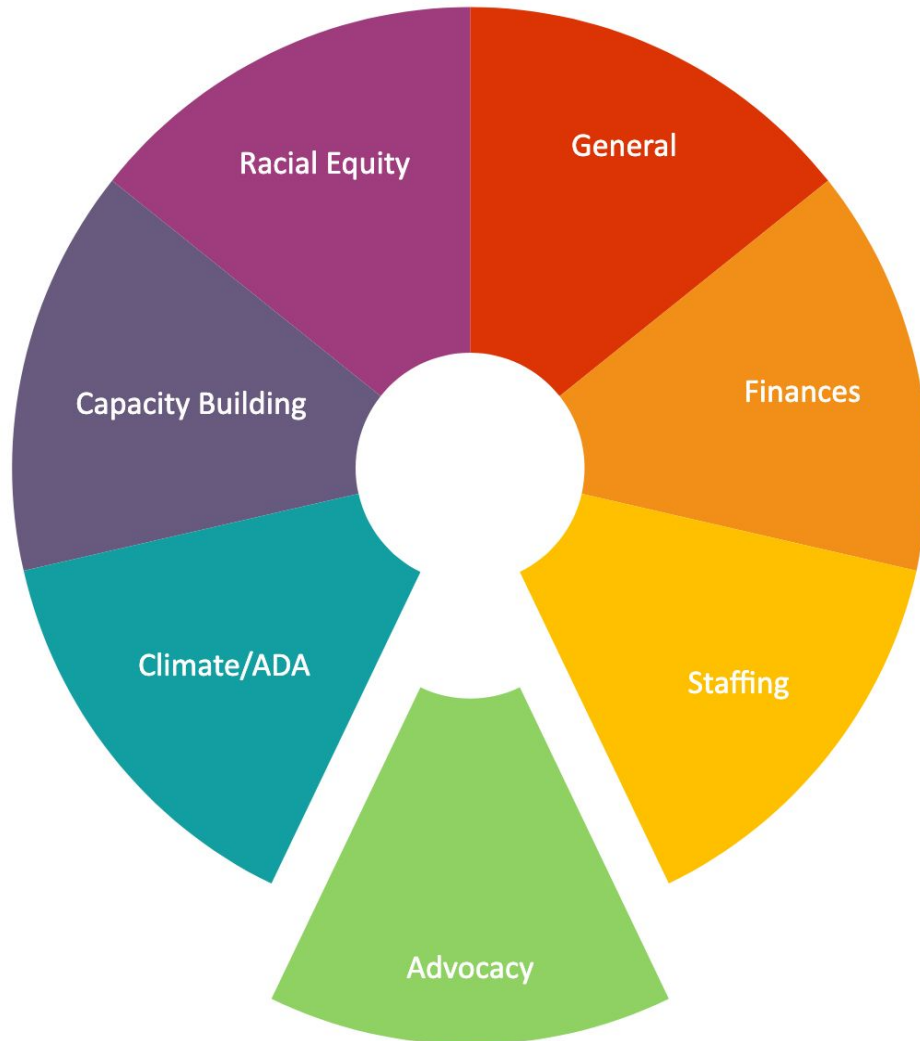 General
Racial Equity
Finances
Capacity Building
Climate/ADA
Staffing
Advocacy